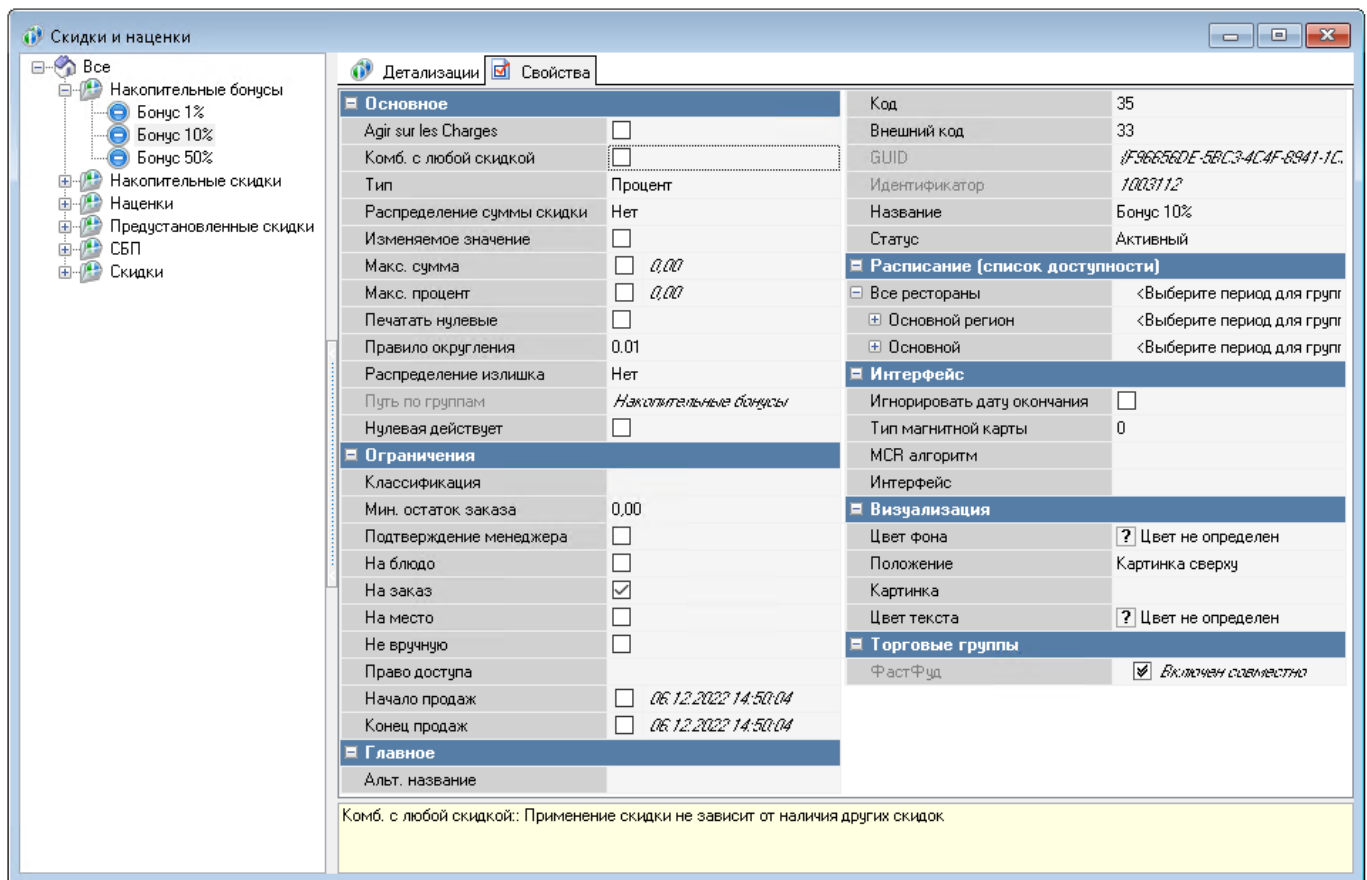 Скидки и наценки
Все
Накопительные бонусы
Бонус 1%
Бонус 10%
Бонус 50%
Накопительные скидки
Наценки
Предустановленные скидки
СБП
Скидки
Детализации Свойства
Основное
Agir sur les Charges
Комб. с любой скидкой
Тип Процент
Распределение суммы скидки Нет
Изменяемое значение
Макс. сумма 0,00
Макс. процент 0,00
Печатать нулевые
Правило округления 0.01
Распределение излишка Нет
Путь по группам Накопительные бонусы
Нулевая действует
Ограничения
Классификация
Мин. остаток заказа 0,00
Подтверждение менеджера
На блюдо
На заказ
На место
Не вручную
Право доступа
Начало продаж 06.12.2022 14:50:04
Конец продаж 06.12.2022 14:50:04
Главное
Альт. название
Код 35
Внешний код 33
GUID {F96656DE-5BC3-4C4F-8941-1C
Идентификатор 1003112
Название Бонус 10%
Статус Активный
Расписание (список доступности)
Все рестораны <Выберите период для групп
Основной регион <Выберите период для групп
Основной <Выберите период для групп
Интерфейс
Игнорировать дату окончания
Тип магнитной карты 0
MCR алгоритм
Интерфейс
Визуализация
Цвет фона ? Цвет не определен
Положение Картинка сверху
Картинка
Цвет текста ? Цвет не определен
Торговые группы
ФастФуд Включен совместно
Комб. с любой скидкой:: Применение скидки не зависит от наличия других скидок